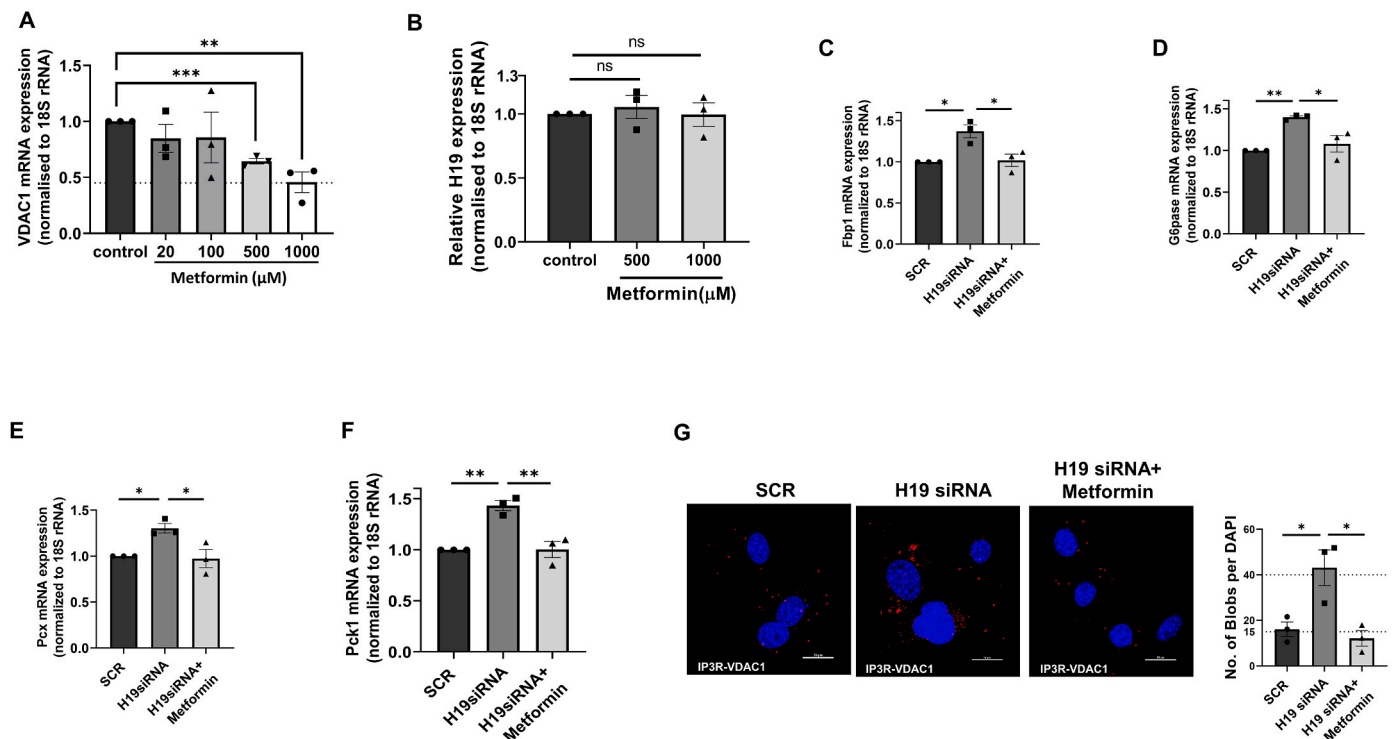 A
VDAC1 mRNA expression
(normalised to 18S rRNA)
1.5
1.0
0.5
0.0
**
***
control
20
100
500
1000
Metformin (μM)
B
Relative H19 expression
(normalised to 18S rRNA)
1.3
1.0
0.5
0.0
ns
ns
control
500
1000
Metformin(μM)
C
Fbp1 mRNA expression
(normalized to 18S rRNA)
1.5
1.0
1.5
0.0
*
*
SCR
H19siRNA
H19siRNA+
Metformin
D
G6pase mRNA expression
(normalized to 18S rRNA)
1.5
1.0
1.5
0.0
**
*
SCR
H19siRNA
H19siRNA+
Metformin
E
Pcx mRNA expression
(normalized to 18S rRNA)
1.5
1.0
1.5
0.0
*
*
SCR
H19siRNA
H19siRNA+
Metformin
F
Pck1 mRNA expression
(normalized to 18S rRNA)
1.5
1.0
1.5
0.0
**
**
SCR
H19siRNA
H19siRNA+
Metformin
G
SCR
H19 siRNA
H19 siRNA+
Metformin
IP3R-VDAC1
IP3R-VDAC1
IP3R-VDAC1
No. of Blobs per DAPI
60
40
20
15
0
*
*
SCR
H19 siRNA
H19 siRNA+
Metformin